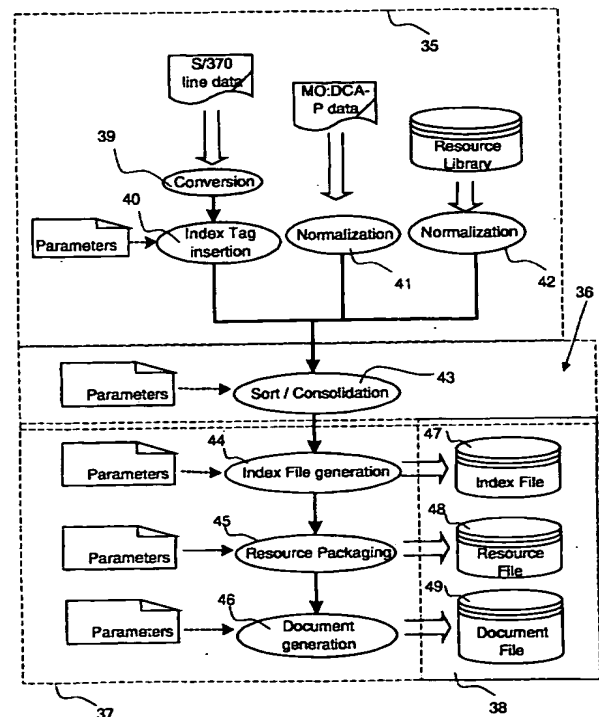 35
S/370
line data
MO:DCA-
P data
Resource
Library
39
Conversion
40
Parameters
Index Tag
insertion
Normalization
Normalization
41
42
36
43
Parameters
Sort / Consolidation
44
47
Parameters
Index File generation
Index File
45
48
Parameters
Resource Packaging
Resource
File
46
49
Parameters
Document
generation
Document
File
37
38